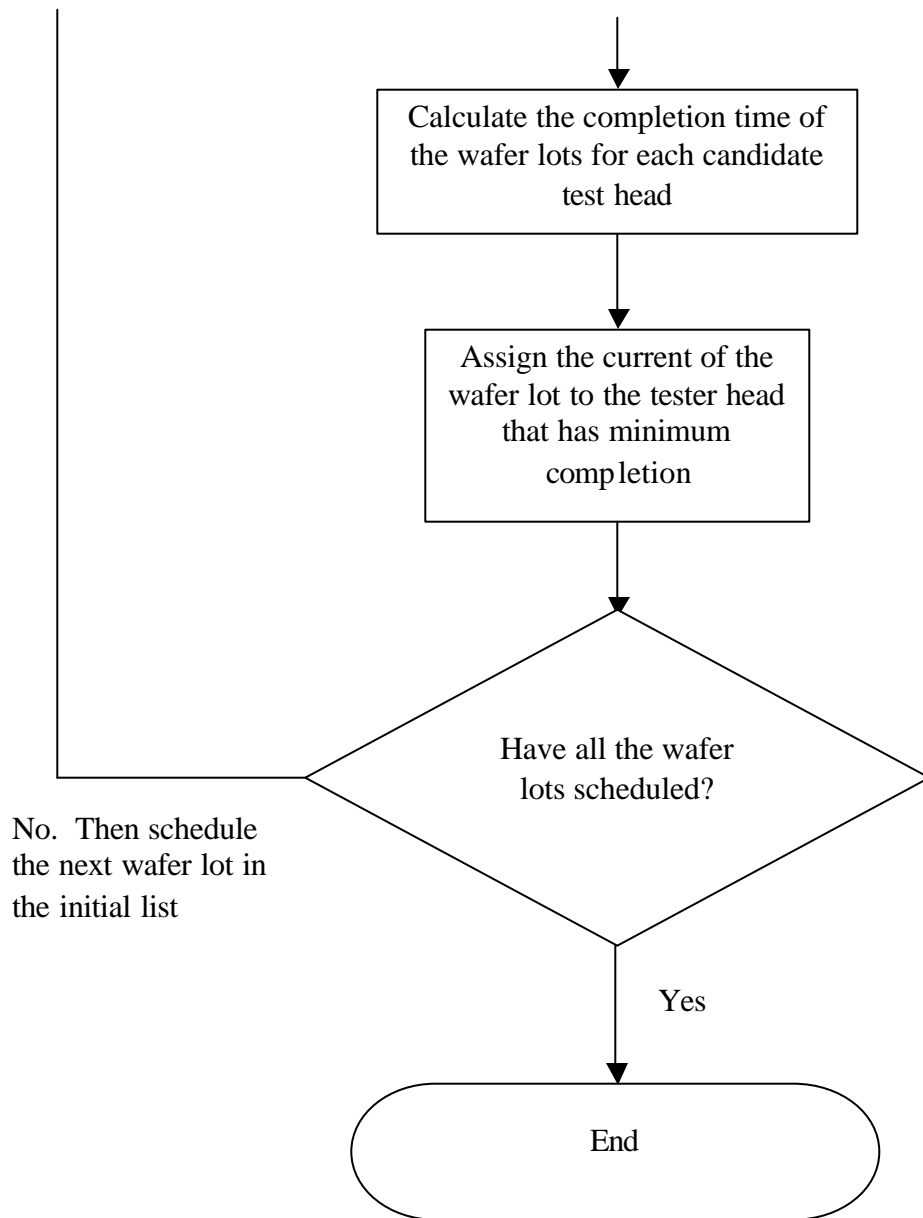 Calculate the completion time of
the wafer lots for each candidate
test head
Assign the current of the
wafer lot to the tester head
that has minimum
completion
Have all the wafer
lots scheduled?
No.  Then schedule
the next wafer lot in
the initial list
Yes
End